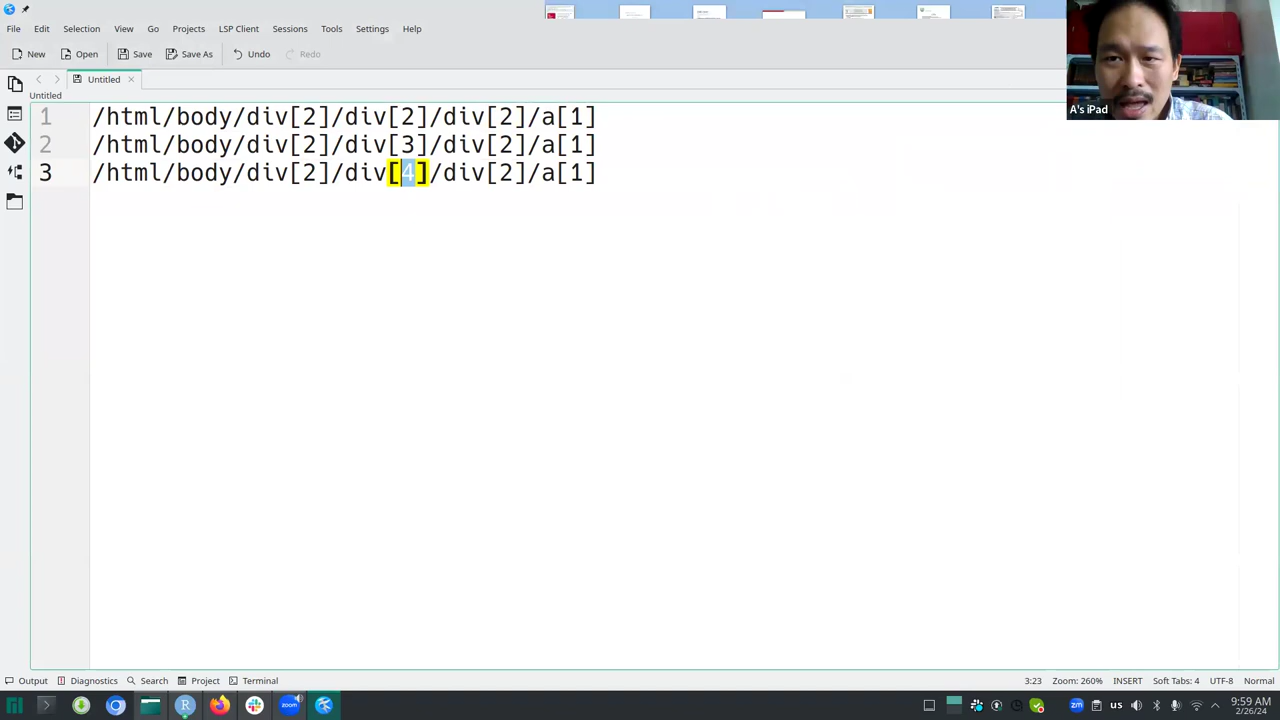 File Edit Selection View Go Projects LSP Client Sessions Tools Settings Help
New Open Save Save As Undo Redo
Untitled
Untitled
1 /html/body/div[2]/div[2]/div[2]/a[1]
2 /html/body/div[2]/div[3]/div[2]/a[1]
3 /html/body/div[2]/div[4]/div[2]/a[1]
A's iPad
Output Diagnostics Search Project Terminal 3:23 Zoom: 260% INSERT Soft Tabs: 4 UTF-8 Normal
R zoom zm us 9:59 AM
2/26/24